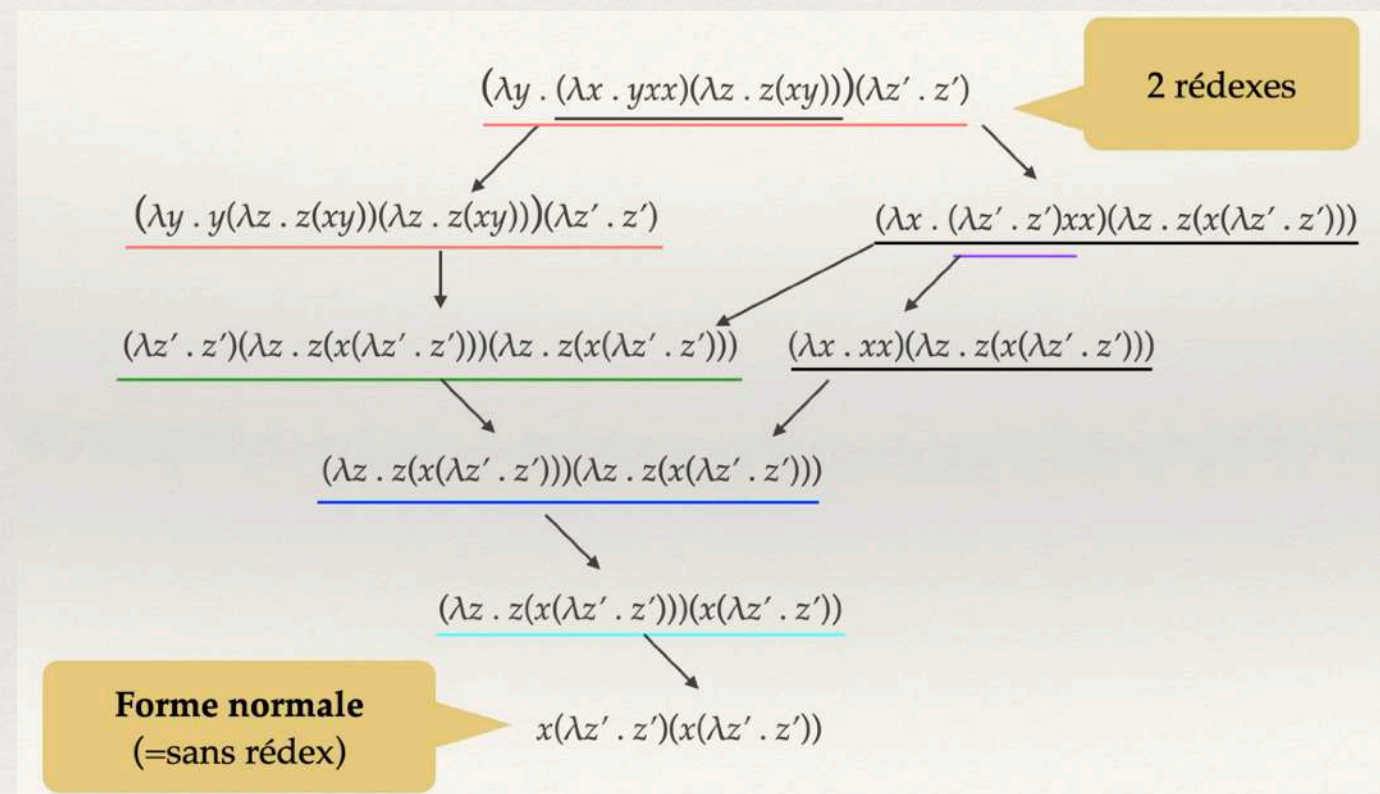 (λy . (λx . yxx)(λz . z(xy)))(λz′ . z′)
2 rédexes
(λy . y(λz . z(xy))(λz . z(xy)))(λz′ . z′)
(λx . (λz′ . z′)xx)(λz . z(x(λz′ . z′)))
(λz′ . z′)(λz . z(x(λz′ . z′)))(λz . z(x(λz′ . z′)))
(λx . xx)(λz . z(x(λz′ . z′)))
(λz . z(x(λz′ . z′)))(λz . z(x(λz′ . z′)))
(λz . z(x(λz′ . z′)))(x(λz′ . z′))
Forme normale
(=sans rédex)
x(λz′ . z′)(x(λz′ . z′))